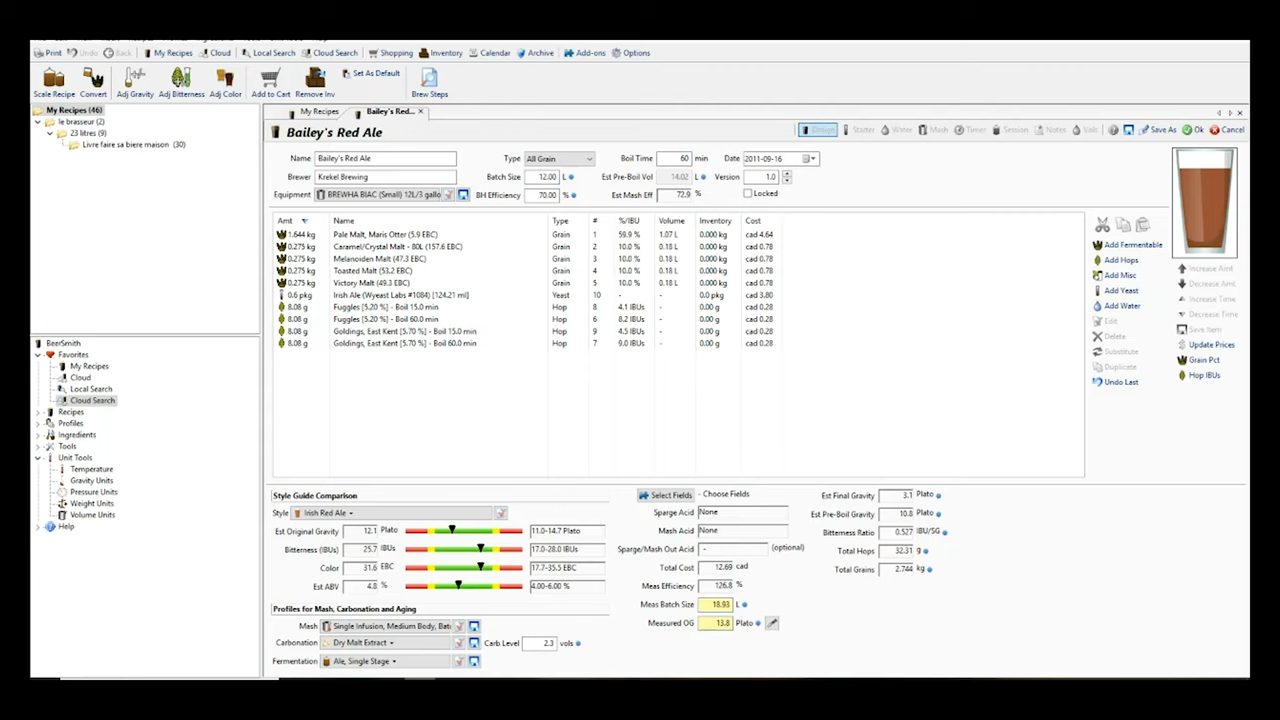 Print Undo Back My Recipes Cloud Local Search Cloud Search Shopping Inventory Calendar Archive Add-ons Options
Scale Recipe Convert Adj Gravity Adj Bitterness Adj Color Add to Cart Remove Inv Set As Default Brew Steps
My Recipes (46)
le brasseur (2)
23 litres (9)
Livre faire sa biere maison (30)
BeerSmith
Favorites
My Recipes
Cloud
Local Search
Cloud Search
Recipes
Profiles
Ingredients
Tools
Unit Tools
Temperature
Gravity Units
Pressure Units
Weight Units
Volume Units
Help
My Recipes Bailey's Red...
Bailey's Red Ale Design Starter Water Mash Timer Session Notes Vols Save As Ok Cancel
Name Bailey's Red Ale Type All Grain Boil Time 60 min Date 2011-09-16
Brewer Krekel Brewing Batch Size 12.00 L Est Pre-Boil Vol 14.02 L Version 1.0
Equipment BREWHA BIAC (Small) 12L/3 gallo BH Efficiency 70.00 % Est Mash Eff 72.9 % Locked
Amt Name Type # %/IBU Volume Inventory Cost
1.644 kg Pale Malt, Maris Otter (5.9 EBC) Grain 1 59.9 % 1.07 L 0.000 kg cad 4.64
0.275 kg Caramel/Crystal Malt - 80L (157.6 EBC) Grain 2 10.0 % 0.18 L 0.000 kg cad 0.78
0.275 kg Melanoiden Malt (47.3 EBC) Grain 3 10.0 % 0.18 L 0.000 kg cad 0.78
0.275 kg Toasted Malt (53.2 EBC) Grain 4 10.0 % 0.18 L 0.000 kg cad 0.78
0.275 kg Victory Malt (49.3 EBC) Grain 5 10.0 % 0.18 L 0.000 kg cad 0.78
0.6 pkg Irish Ale (Wyeast Labs #1084) [124.21 ml] Yeast 10 - - 0.0 pkg cad 3.80
8.08 g Fuggles [5.20 %] - Boil 15.0 min Hop 8 4.1 IBUs - 0.00 g cad 0.28
8.08 g Fuggles [5.20 %] - Boil 60.0 min Hop 6 8.2 IBUs - 0.00 g cad 0.28
8.08 g Goldings, East Kent [5.70 %] - Boil 15.0 min Hop 9 4.5 IBUs - 0.00 g cad 0.28
8.08 g Goldings, East Kent [5.70 %] - Boil 60.0 min Hop 7 9.0 IBUs - 0.00 g cad 0.28
Add Fermentable
Add Hops
Add Misc
Add Yeast
Add Water
Edit
Delete
Substitute
Duplicate
Undo Last
Increase Amt
Decrease Amt
Increase Time
Decrease Time
Save Item
Update Prices
Grain Pct
Hop IBUs
Style Guide Comparison
Style Irish Red Ale
Est Original Gravity 12.1 Plato 11.0-14.7 Plato
Bitterness (IBUs) 25.7 IBUs 17.0-28.0 IBUs
Color 31.6 EBC 17.7-35.5 EBC
Est ABV 4.8 % 4.00-6.00 %
Profiles for Mash, Carbonation and Aging
Mash Single Infusion, Medium Body, Bat
Carbonation Dry Malt Extract Carb Level 2.3 vols
Fermentation Ale, Single Stage
Select Fields - Choose Fields
Sparge Acid None
Mash Acid None
Sparge/Mash Out Acid - (optional)
Total Cost 12.69 cad
Meas Efficiency 126.8 %
Meas Batch Size 18.93 L
Measured OG 13.8 Plato
Est Final Gravity 3.1 Plato
Est Pre-Boil Gravity 10.8 Plato
Bitterness Ratio 0.527 IBU/SG
Total Hops 32.31 g
Total Grains 2.744 kg